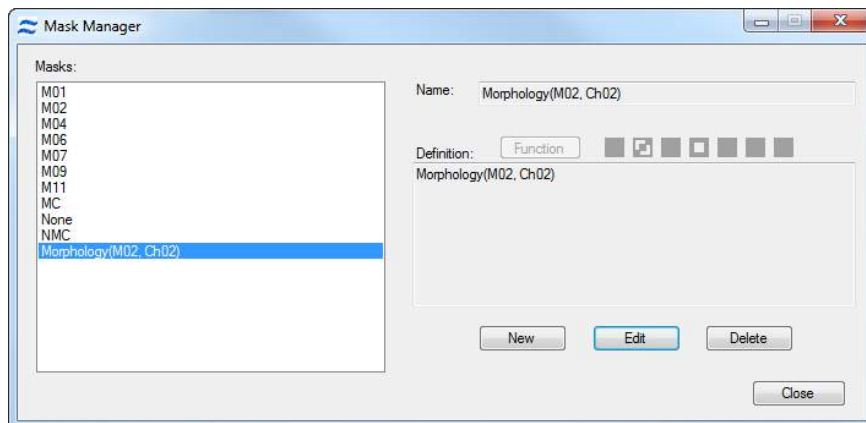 Mask Manager
Masks:
M01
M02
M04
M06
M07
M09
M11
MC
None
NMC
Morphology(M02, Ch02)
Name: Morphology(M02, Ch02)
Definition: Function
Morphology(M02, Ch02)
New Edit Delete
Close